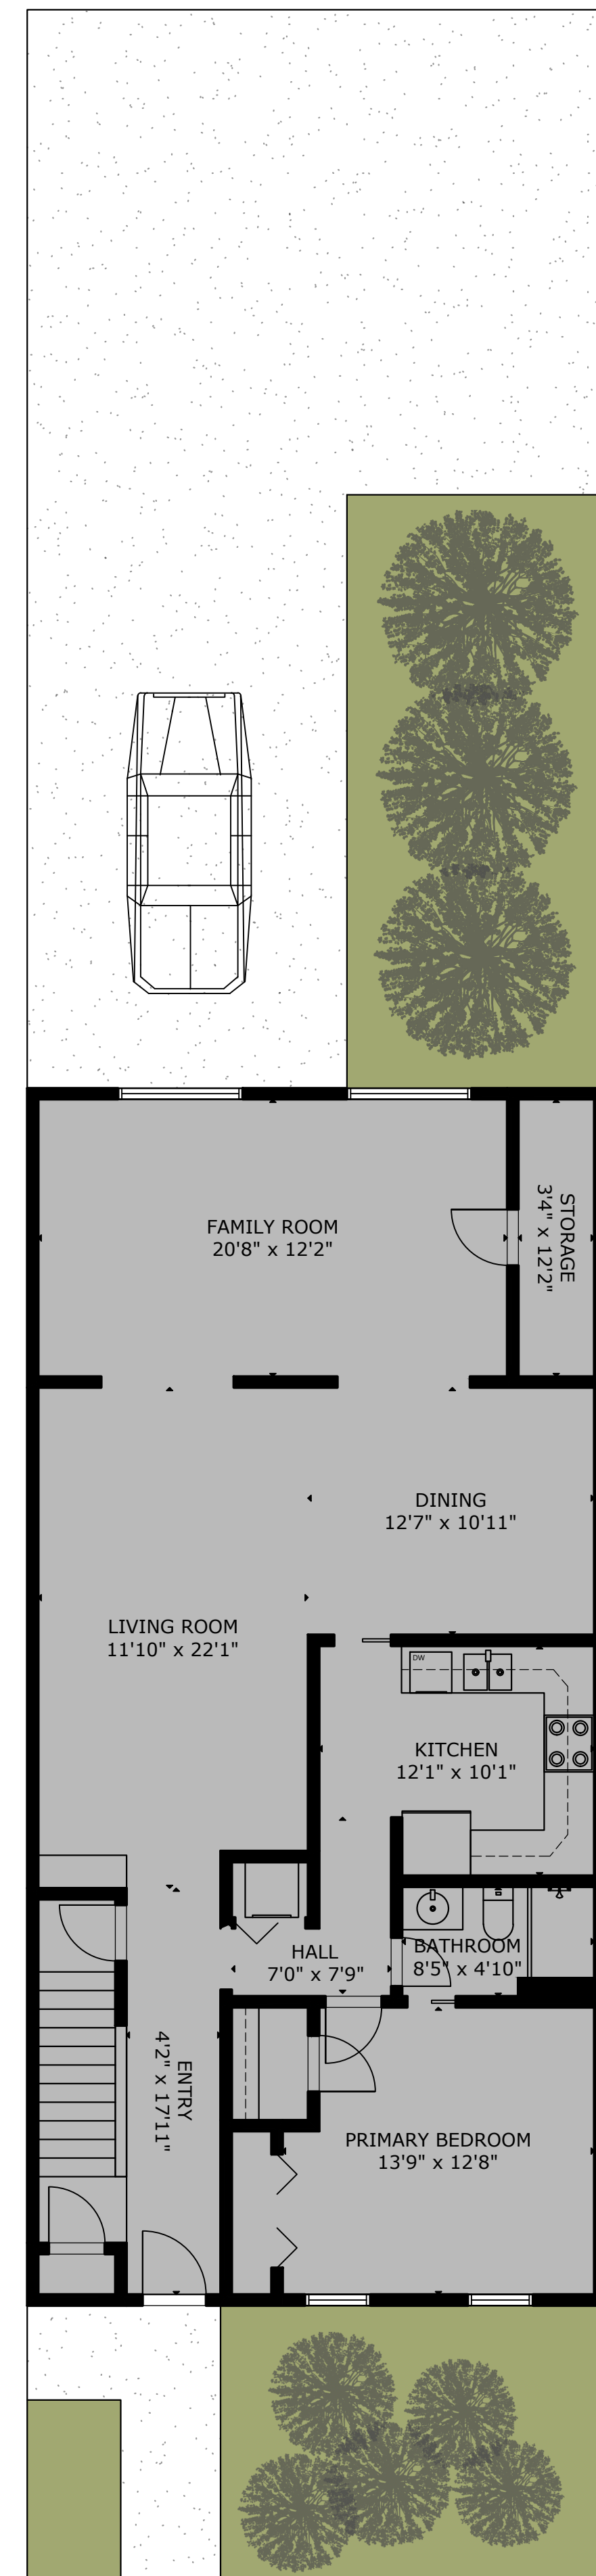 FAMILY ROOM
20'8" x 12'2"
STORAGE
3'4" x 12'2"
DINING
12'7" x 10'11"
LIVING ROOM
11'10" x 22'1"
DW
KITCHEN
12'1" x 10'1"
HALL
7'0" x 7'9"
BATHROOM
8'5" x 4'10"
ENTRY
4'2" x 17'11"
PRIMARY BEDROOM
13'9" x 12'8"